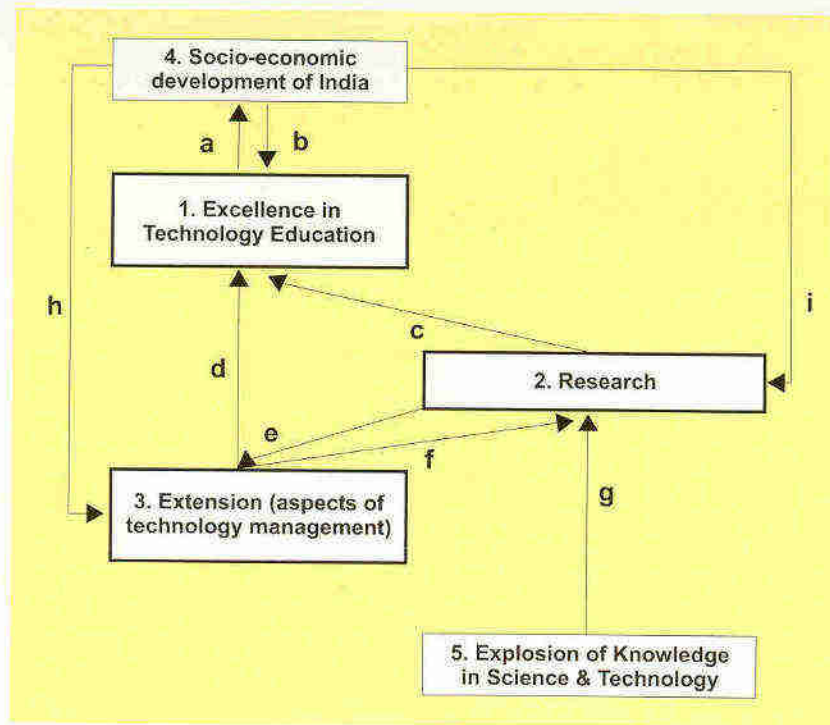 4. Socio-economic
development of India
a
b
1. Excellence in
Technology Education
h
i
c
d
2. Research
e
f
3. Extension (aspects of
technology management)
g
5. Explosion of Knowledge
in Science & Technology